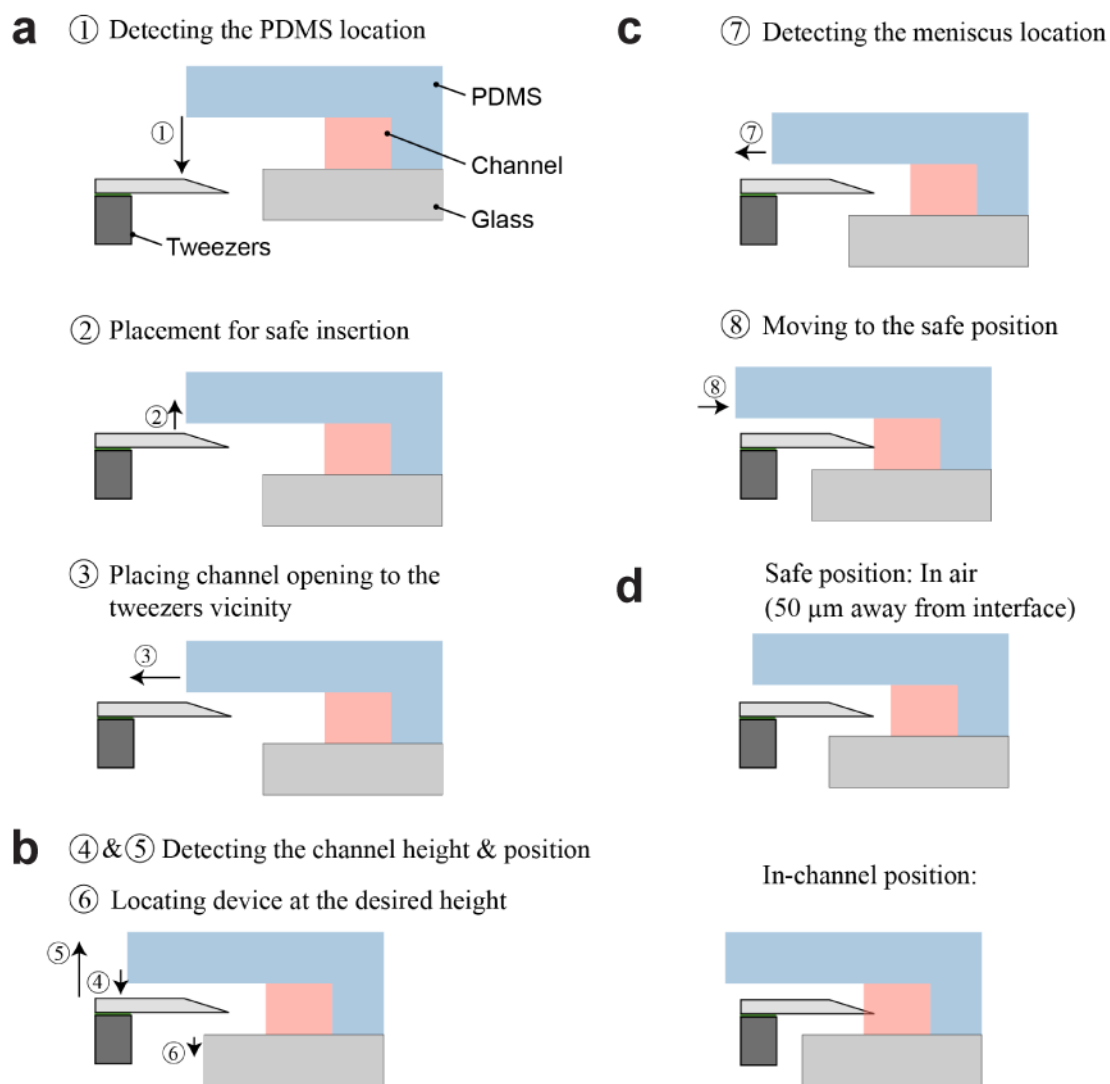 a ① Detecting the PDMS location
PDMS
①
Channel
Glass
Tweezers
② Placement for safe insertion
②
③ Placing channel opening to the
tweezers vicinity
③
b ④&⑤ Detecting the channel height & position
⑥ Locating device at the desired height
⑤
④
⑥
c ⑦ Detecting the meniscus location
⑦
⑧ Moving to the safe position
⑧
d Safe position: In air
(50 μm away from interface)
In-channel position: